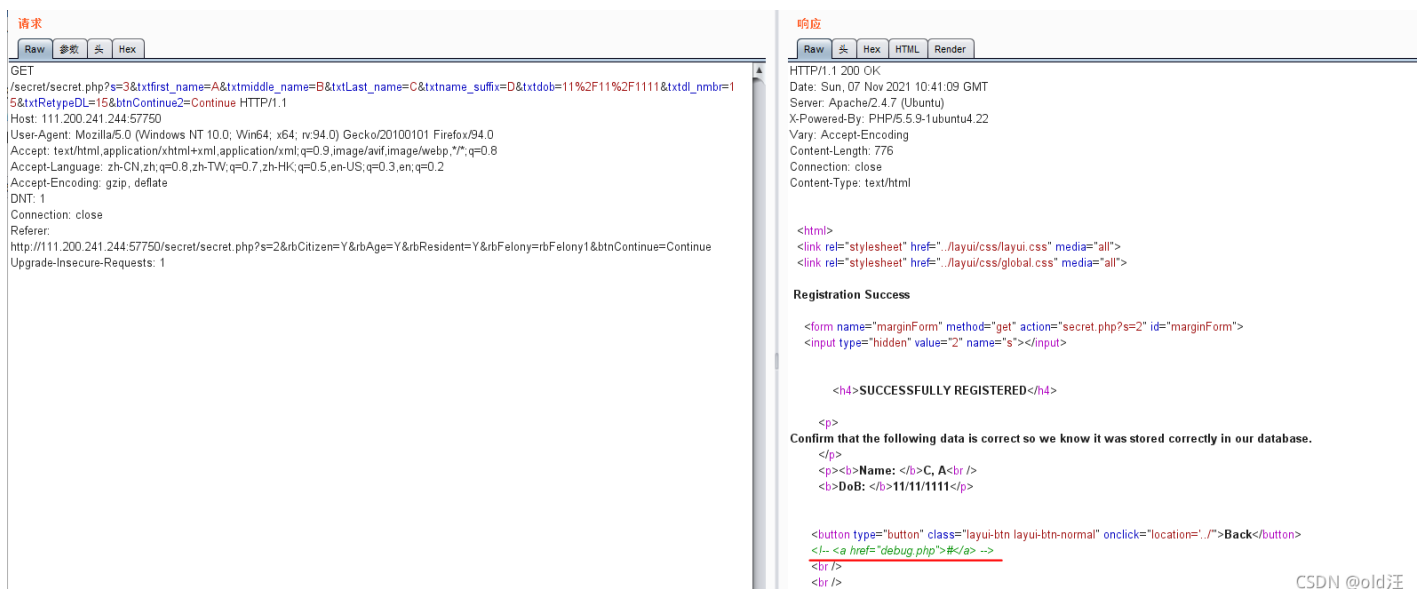 请求
Raw 参数 头 Hex
GET
/secret/secret.php?s=3&txtfirst_name=A&txtmiddle_name=B&txtLast_name=C&txtname_suffix=D&txtdob=11%2F11%2F1111&txtdl_nmbr=1
5&txtRetypeDL=15&btnContinue2=Continue HTTP/1.1
Host: 111.200.241.244:57750
User-Agent: Mozilla/5.0 (Windows NT 10.0; Win64; x64; rv:94.0) Gecko/20100101 Firefox/94.0
Accept: text/html,application/xhtml+xml,application/xml;q=0.9,image/avif,image/webp,*/*;q=0.8
Accept-Language: zh-CN,zh;q=0.8,zh-TW;q=0.7,zh-HK;q=0.5,en-US;q=0.3,en;q=0.2
Accept-Encoding: gzip, deflate
DNT: 1
Connection: close
Referer:
http://111.200.241.244:57750/secret/secret.php?s=2&rbCitizen=Y&rbAge=Y&rbResident=Y&rbFelony=rbFelony1&btnContinue=Continue
Upgrade-Insecure-Requests: 1
响应
Raw 头 Hex HTML Render
HTTP/1.1 200 OK
Date: Sun, 07 Nov 2021 10:41:09 GMT
Server: Apache/2.4.7 (Ubuntu)
X-Powered-By: PHP/5.5.9-1ubuntu4.22
Vary: Accept-Encoding
Content-Length: 776
Connection: close
Content-Type: text/html
<html>
<link rel="stylesheet" href="../layui/css/layui.css" media="all">
<link rel="stylesheet" href="../layui/css/global.css" media="all">
Registration Success
<form name="marginForm" method="get" action="secret.php?s=2" id="marginForm">
<input type="hidden" value="2" name="s"></input>
<h4>SUCCESSFULLY REGISTERED</h4>
<p>
Confirm that the following data is correct so we know it was stored correctly in our database.
</p>
<p><b>Name: </b>C, A<br />
<b>DoB: </b>11/11/1111</p>
<button type="button" class="layui-btn layui-btn-normal" onclick="location='../'">Back</button>
<!-- <a href="debug.php">#</a> -->
<br />
<br />
CSDN @old汪